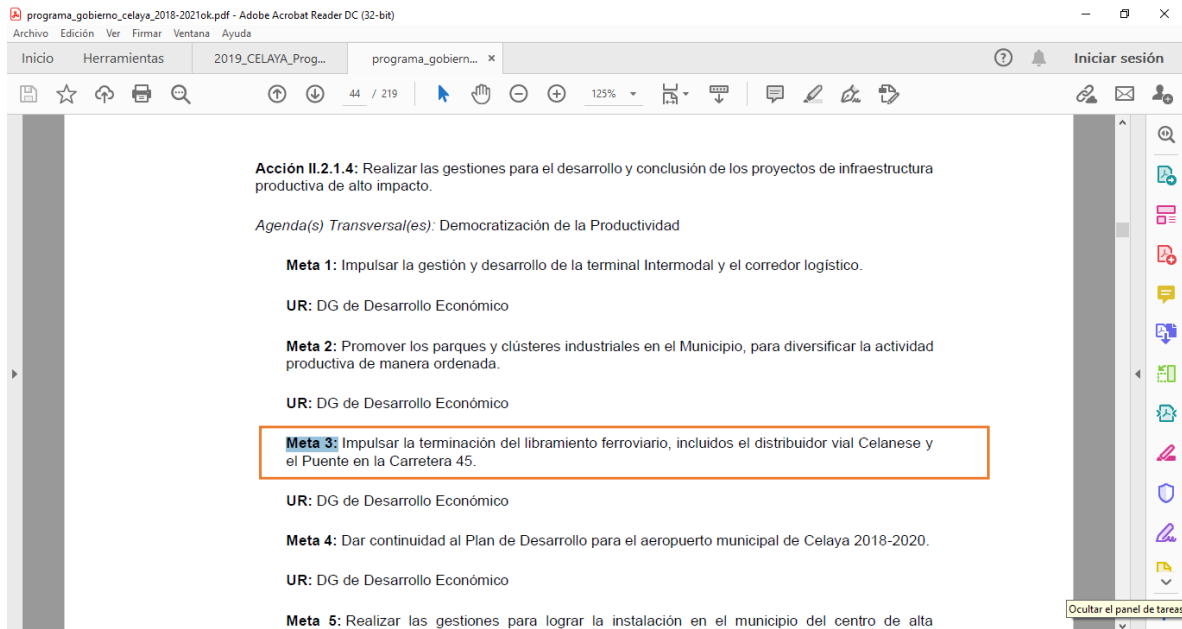 programa_gobierno_celaya_2018-2021ok.pdf - Adobe Acrobat Reader DC (32-bit)
Archivo Edición Ver Firmar Ventana Ayuda
Inicio Herramientas 2019_CELAYA_Prog... programa_gobiern... × Iniciar sesión
44 / 219 125%
Acción II.2.1.4: Realizar las gestiones para el desarrollo y conclusión de los proyectos de infraestructura
productiva de alto impacto.
Agenda(s) Transversal(es): Democratización de la Productividad
Meta 1: Impulsar la gestión y desarrollo de la terminal Intermodal y el corredor logístico.
UR: DG de Desarrollo Económico
Meta 2: Promover los parques y clústeres industriales en el Municipio, para diversificar la actividad
productiva de manera ordenada.
UR: DG de Desarrollo Económico
Meta 3: Impulsar la terminación del libramiento ferroviario, incluidos el distribuidor vial Celanese y
el Puente en la Carretera 45.
UR: DG de Desarrollo Económico
Meta 4: Dar continuidad al Plan de Desarrollo para el aeropuerto municipal de Celaya 2018-2020.
UR: DG de Desarrollo Económico
Ocultar el panel de tareas
Meta 5: Realizar las gestiones para lograr la instalación en el municipio del centro de alta